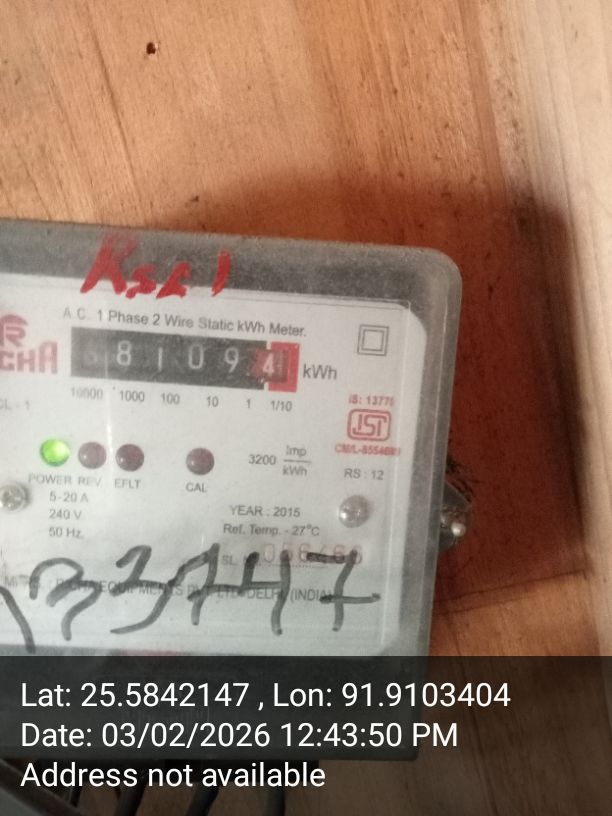 A.C. 1 Phase 2 Wire Static kWh Meter.
CHA
8 1 0 9 4 kWh
10000 1000 100 10 1 1/10
CL - 1
IS: 13779
ISI
3200 Imp/kWh
RS : 12
POWER REV. EFLT CAL
5-20 A
240 V
50 Hz.
YEAR : 2015
Ref. Temp. - 27°C
SL.
EQUIPMENTS DELHI (INDIA)
Lat: 25.5842147 , Lon: 91.9103404
Date: 03/02/2026 12:43:50 PM
Address not available